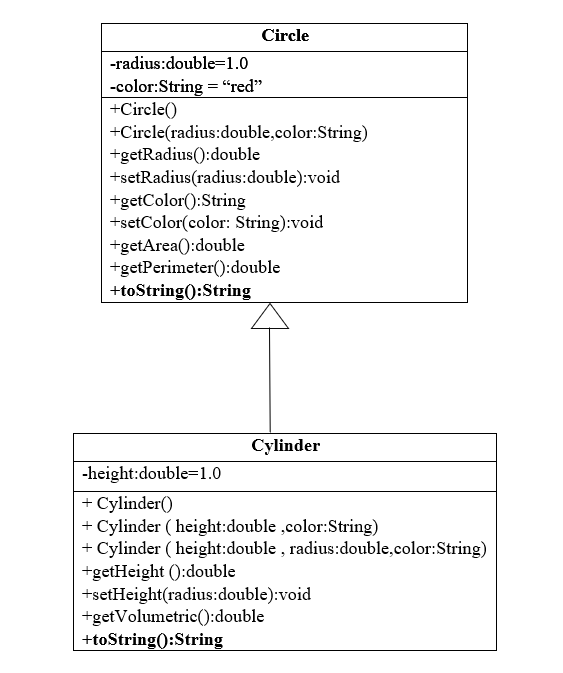 Circle
-radius:double=1.0
-color:String = “red”
+Circle()
+Circle(radius:double,color:String)
+getRadius():double
+setRadius(radius:double):void
+getColor():String
+setColor(color: String):void
+getArea():double
+getPerimeter():double
+toString():String
Cylinder
-height:double=1.0
+ Cylinder()
+ Cylinder ( height:double ,color:String)
+ Cylinder ( height:double , radius:double,color:String)
+getHeight ():double
+setHeight(radius:double):void
+getVolumetric():double
+toString():String